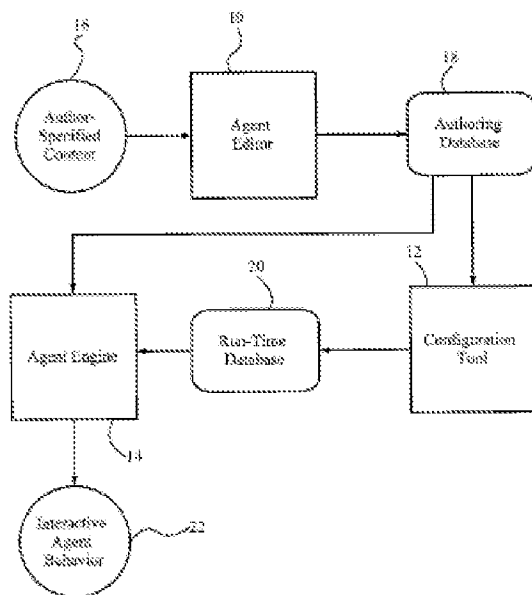 16
10
18
Author-
Specified
Content
Agent
Editor
Authoring
Database
20
12
Agent Engine
Run-Time
Database
Configuration
Tool
14
Interactive
Agent
Behavior
22